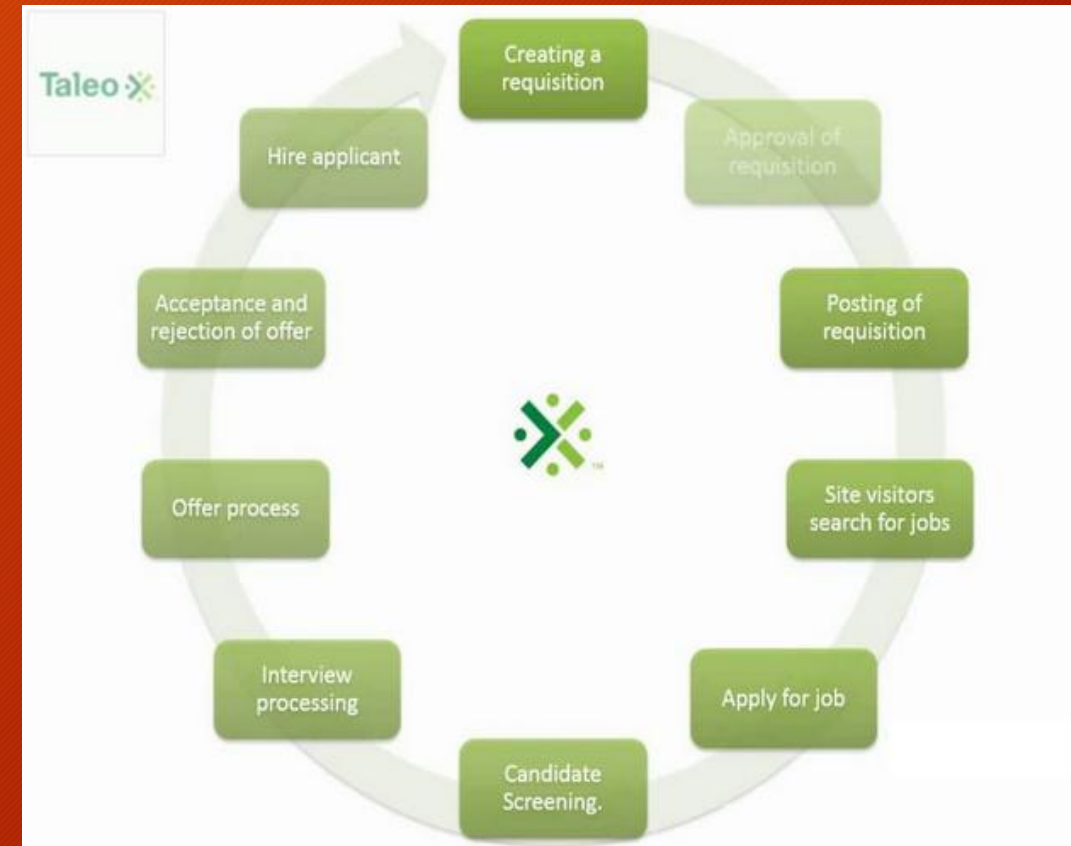 Taleo
Creating a
requisition
Approval of
requisition
Posting of
requisition
Site visitors
search for jobs
Apply for job
Candidate
Screening.
Interview
processing
Offer process
Acceptance and
rejection of offer
Hire applicant
TM